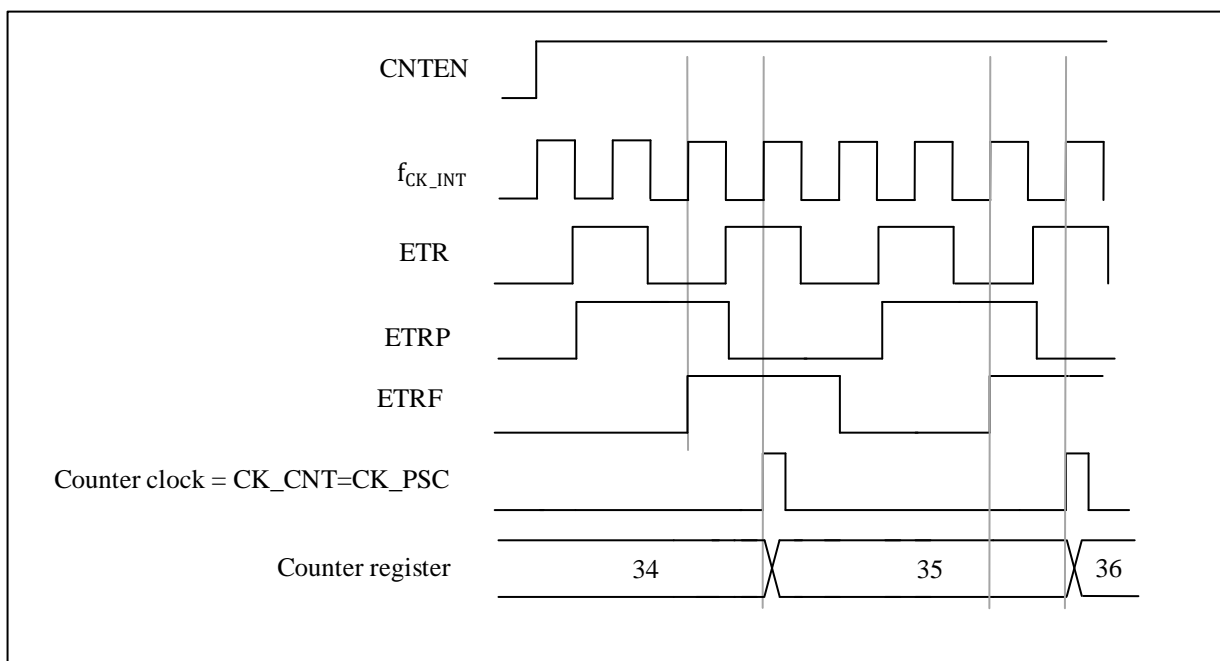 CNTEN
fCK_INT
ETR
ETRP
ETRF
Counter clock = CK_CNT=CK_PSC
Counter register 34 35 36